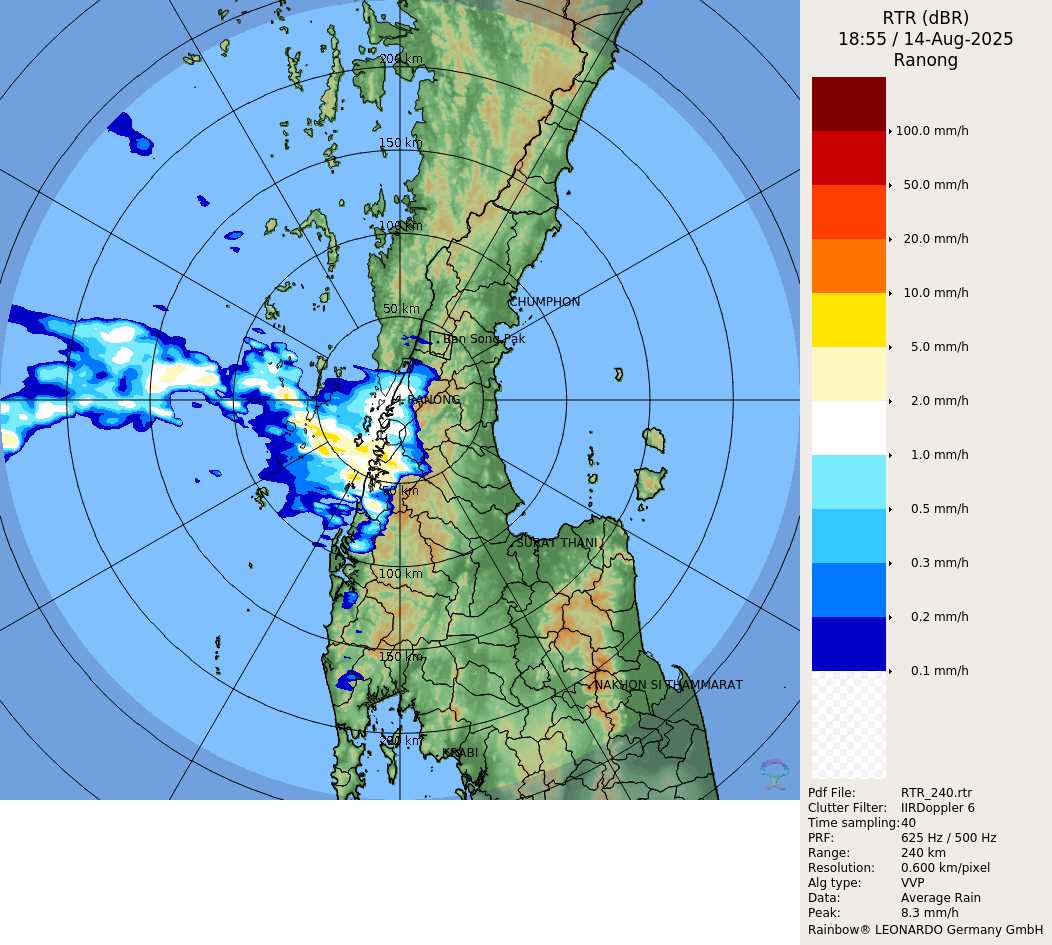 RTR (dBR)
18:55 / 14-Aug-2025
Ranong
200 km
150 km
100 km
50 km
CHUMPHON
Ban Song Pak
RANONG
50 km
SURAT THANI
100 km
150 km
NAKHON SI THAMMARAT
200 km
KRABI
100.0 mm/h
50.0 mm/h
20.0 mm/h
10.0 mm/h
5.0 mm/h
2.0 mm/h
1.0 mm/h
0.5 mm/h
0.3 mm/h
0.2 mm/h
0.1 mm/h
Pdf File: RTR_240.rtr
Clutter Filter: IIRDoppler 6
Time sampling:40
PRF: 625 Hz / 500 Hz
Range: 240 km
Resolution: 0.600 km/pixel
Alg type: VVP
Data: Average Rain
Peak: 8.3 mm/h
Rainbow® LEONARDO Germany GmbH